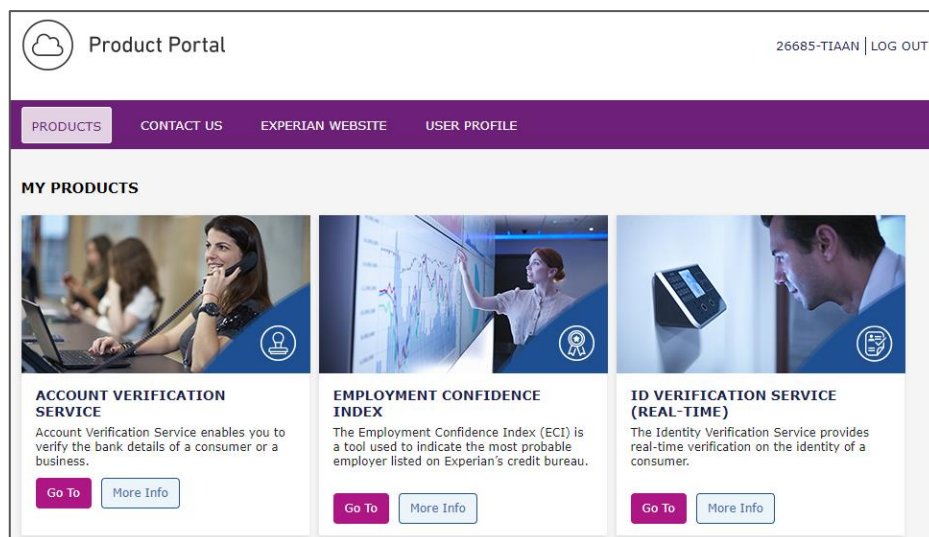 Product Portal
26685-TIAAN | LOG OUT
PRODUCTS CONTACT US EXPERIAN WEBSITE USER PROFILE
MY PRODUCTS
ACCOUNT VERIFICATION
SERVICE
Account Verification Service enables you to
verify the bank details of a consumer or a
business.
Go To More Info
EMPLOYMENT CONFIDENCE
INDEX
The Employment Confidence Index (ECI) is
a tool used to indicate the most probable
employer listed on Experian’s credit bureau.
Go To More Info
ID VERIFICATION SERVICE
(REAL-TIME)
The Identity Verification Service provides
real-time verification on the identity of a
consumer.
Go To More Info